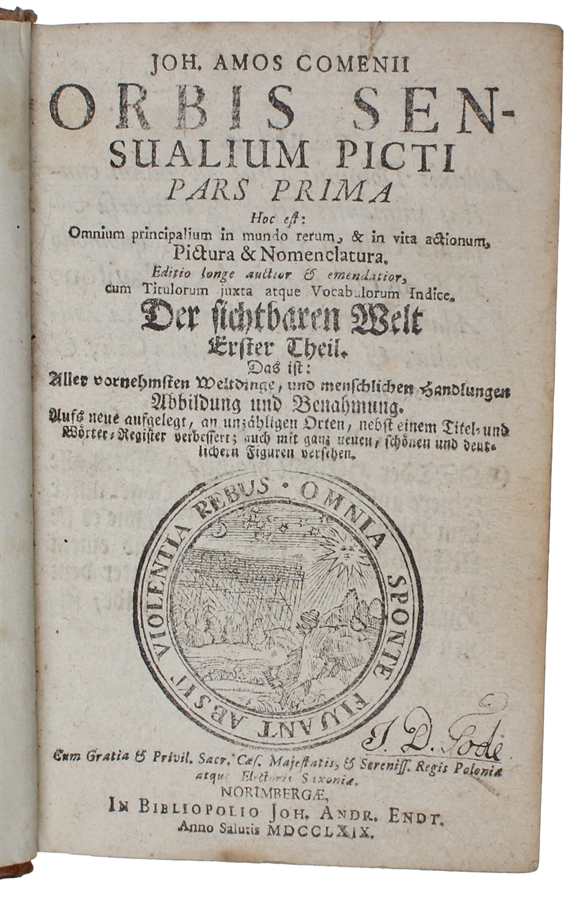 JOH. AMOS COMENII
ORBIS SEN-
SUALIUM PICTI
PARS PRIMA
Hoc est:
Omnium principalium in mundo rerum, & in vita actionum,
Pictura & Nomenclatura.
Editio longe auctior & emendatior,
cum Titulorum juxta atque Vocabulorum Indice.
Der sichtbaren Welt
Erster Theil.
Das ist:
Aller vornehmsten Weltdinge, und menschlichen Handlungen
Abbildung und Benahmung.
Aufs neue aufgelegt, an unzähligen Orten, nebst einem Titel- und
Wörter-Register verbessert; auch mit ganz neuen, schönen und deut-
lichern Figuren versehen.
OMNIA SPONTE FLUANT ABSIT VIOLENTIA REBUS
J. D. Tode
Cum Gratia & Privil. Sacr. Cæs. Majestatis, & Sereniss. Regis Poloniæ
atque Electoris Saxoniæ.
NORIMBERGÆ,
IN BIBLIOPOLIO JOH. ANDR. ENDT.
Anno Salutis MDCCLXIX.